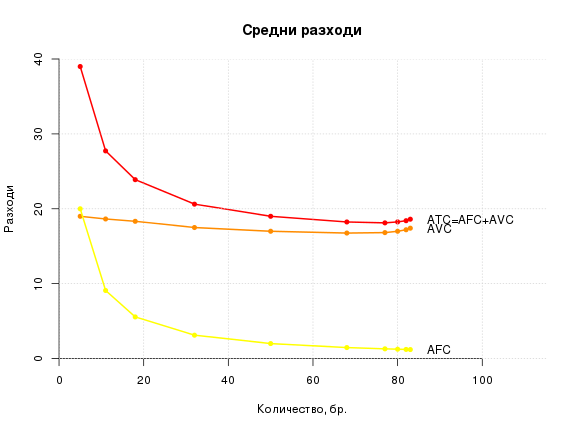 Средни разходи
Разходи
40
30
20
10
0
ATC=AFC+AVC
AVC
AFC
0 20 40 60 80 100
Количество, бр.